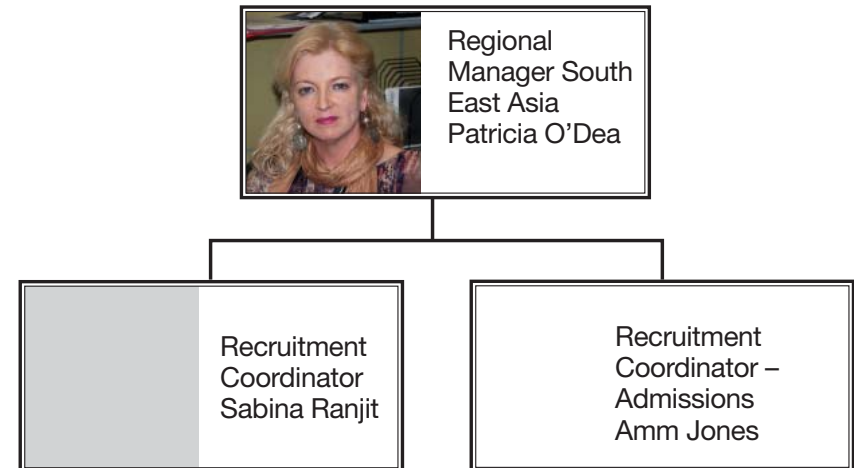 Regional
Manager South
East Asia
Patricia O’Dea
Recruitment
Coordinator
Sabina Ranjit
Recruitment
Coordinator –
Admissions
Amm Jones